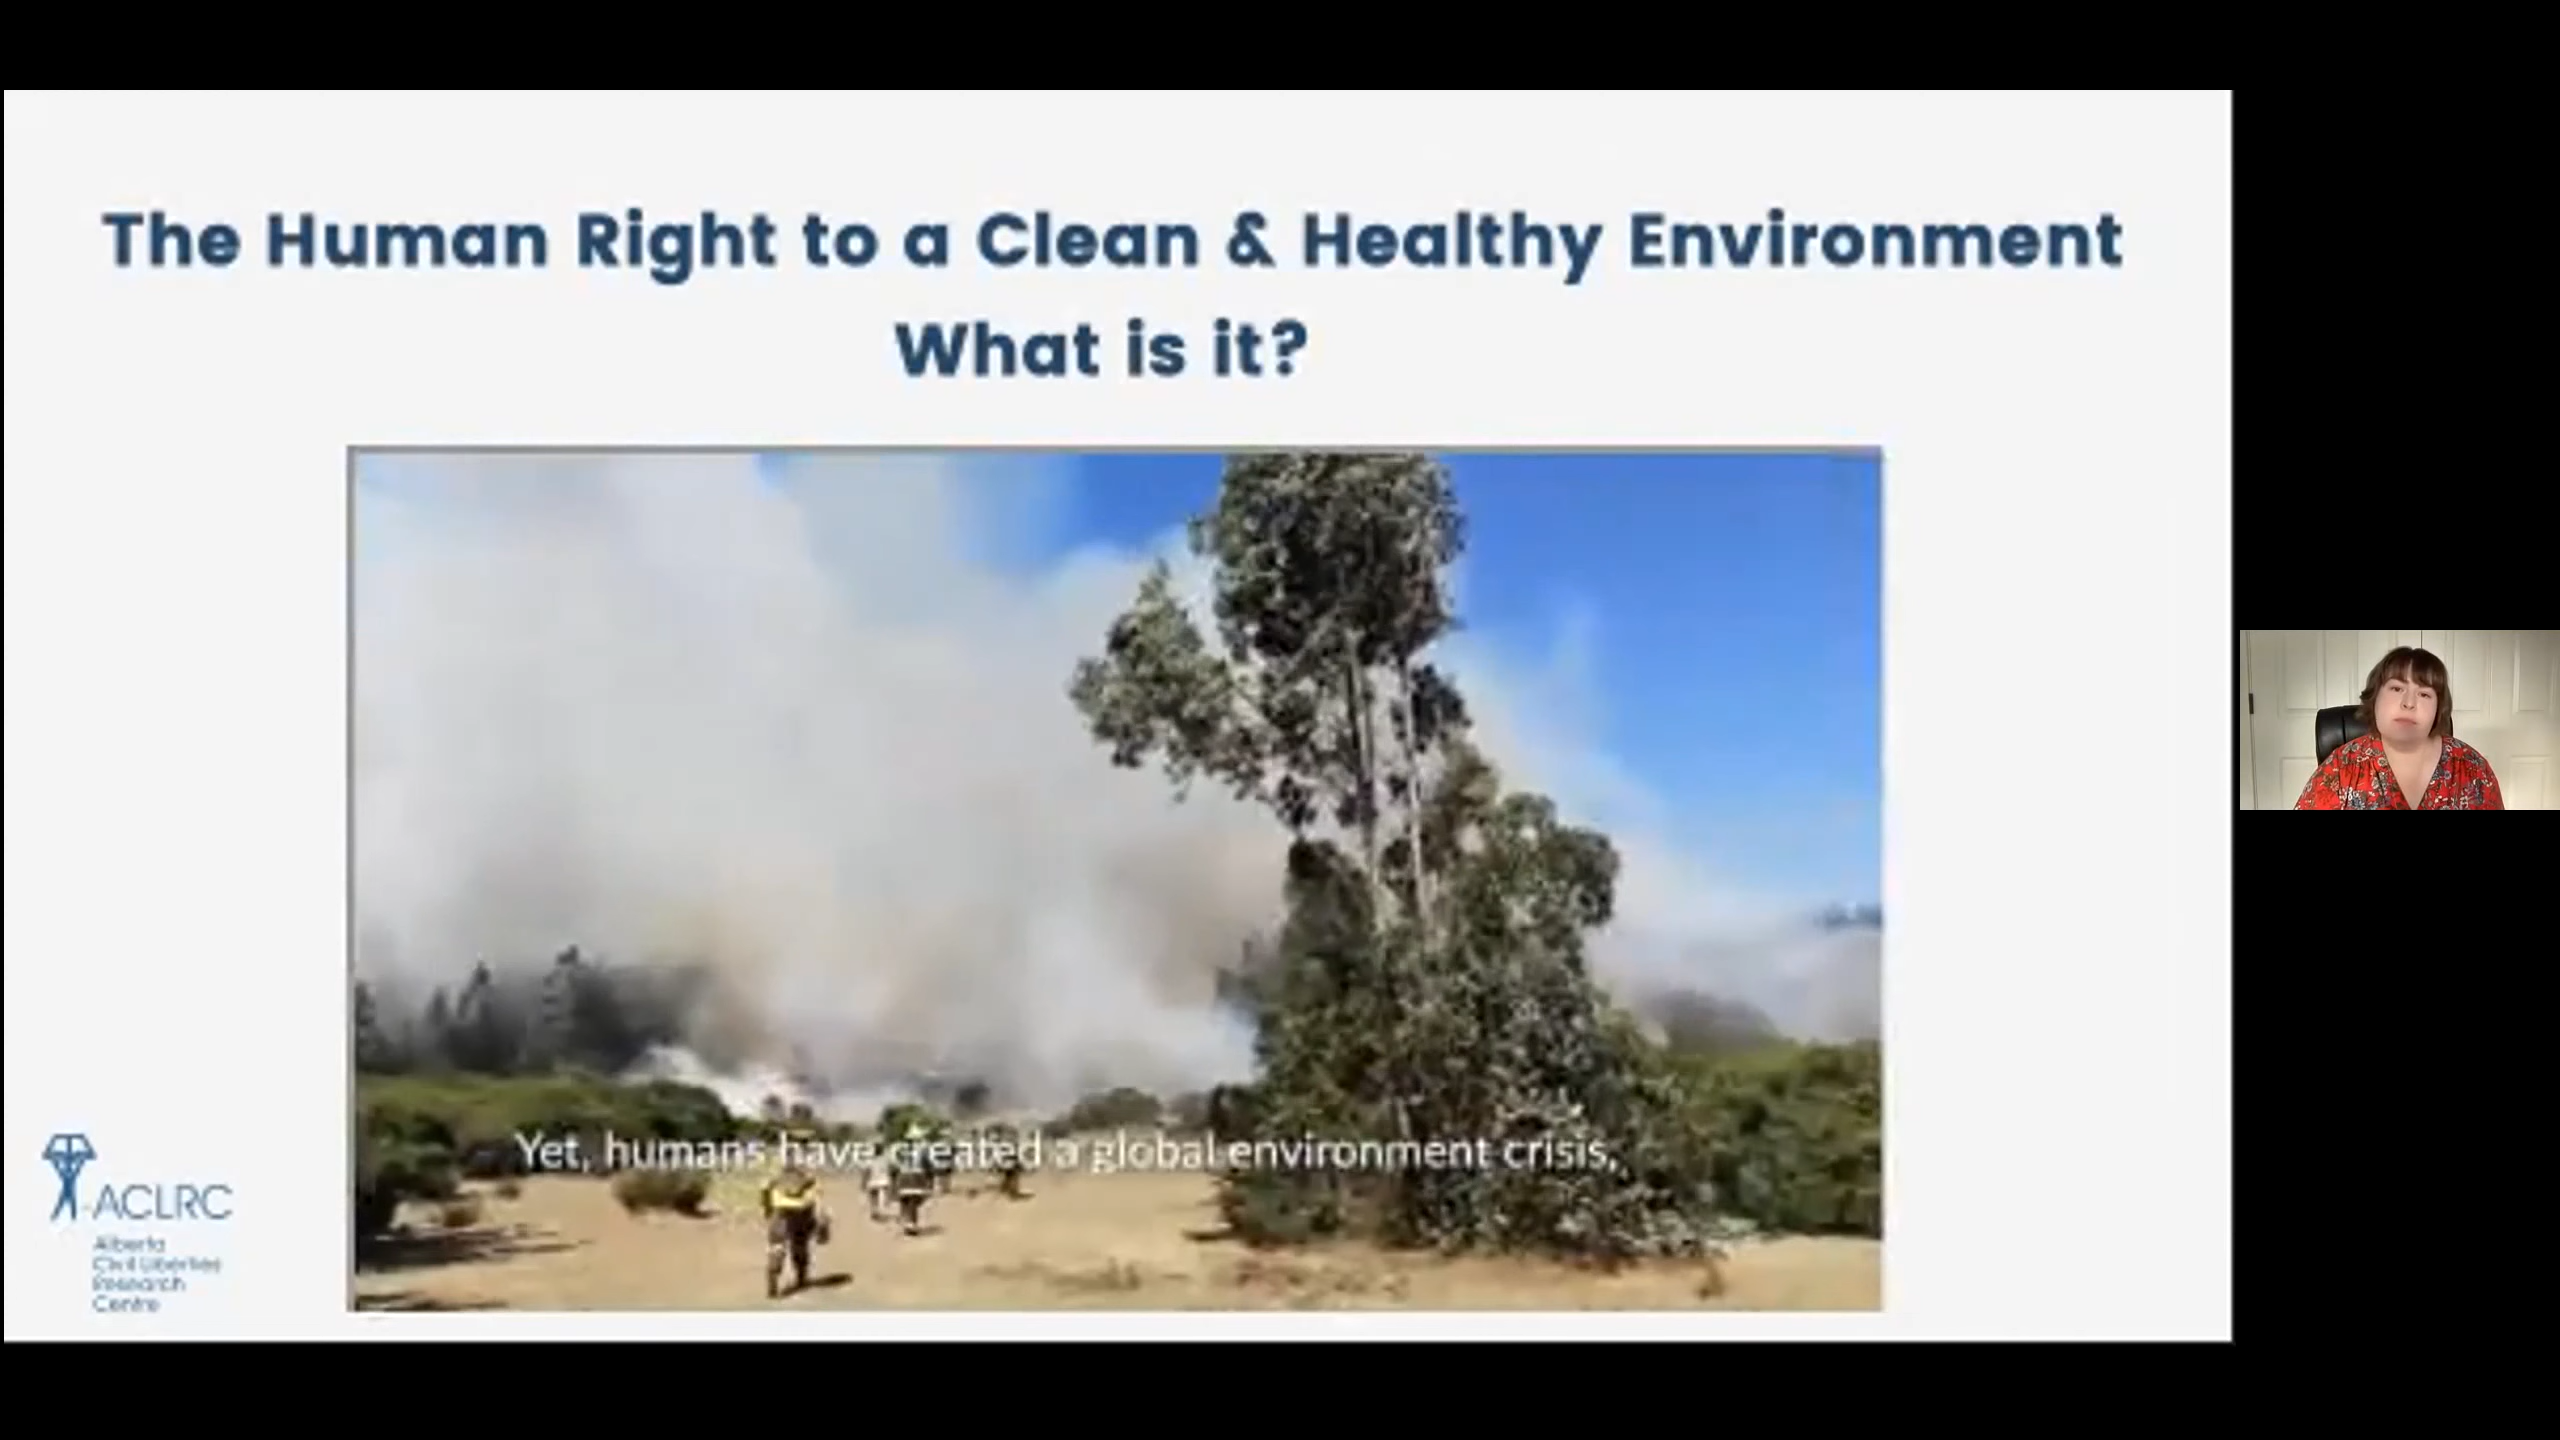 The Human Right to a Clean & Healthy Environment
What is it?
Yet, humans have created a global environment crisis,
ACLRC
Alberta
Civil Liberties
Research
Centre